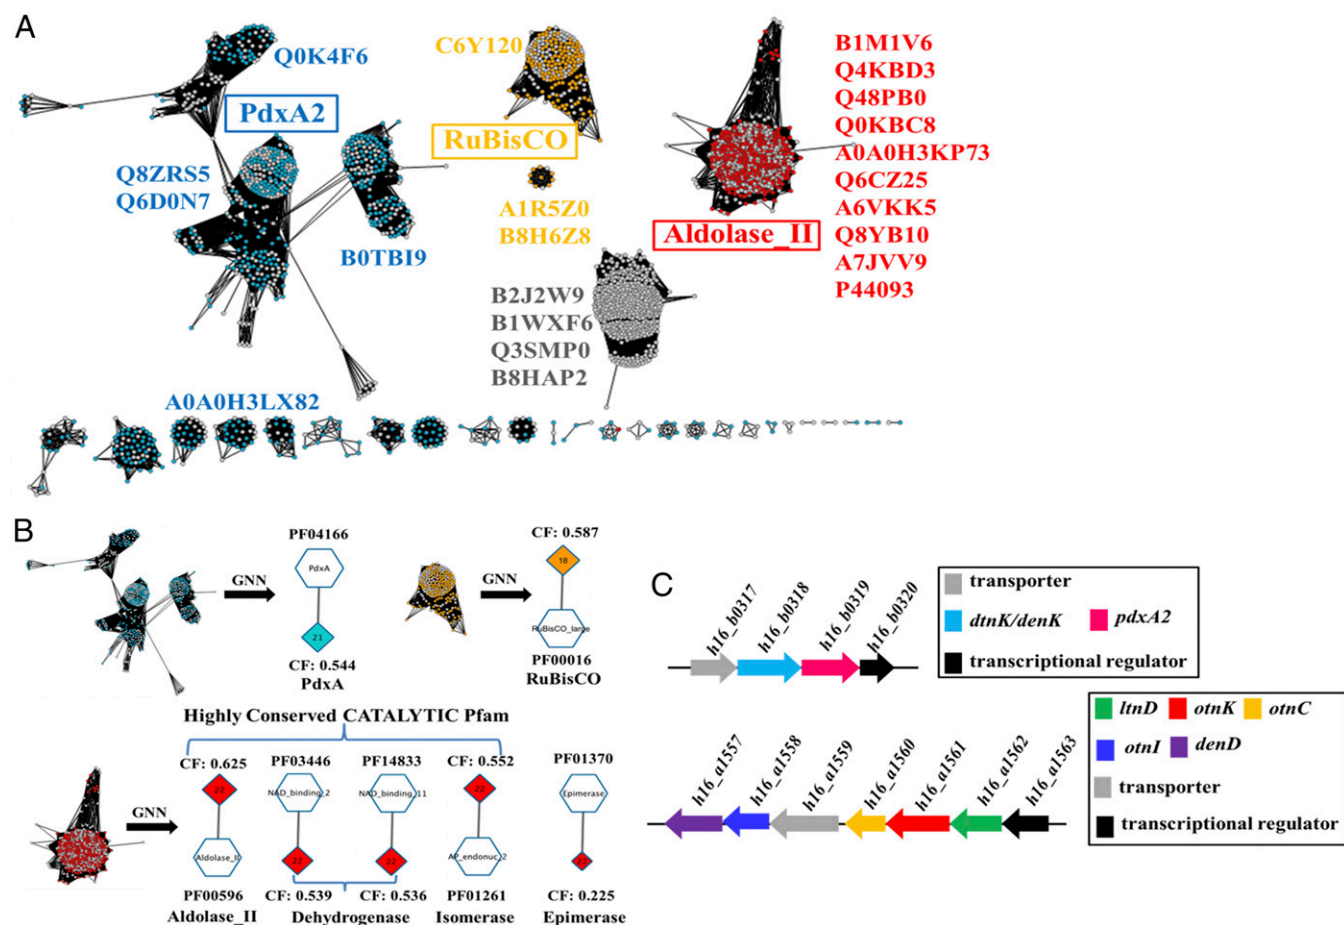 A
Q0K4F6
PdxA2
Q8ZRS5
Q6D0N7
B0TBI9
A0A0H3LX82
C6Y120
RuBisCO
A1R5Z0
B8H6Z8
B2J2W9
B1WXF6
Q3SMP0
B8HAP2
Aldolase_II
B1M1V6
Q4KBD3
Q48PB0
Q0KBC8
A0A0H3KP73
Q6CZ25
A6VKK5
Q8YB10
A7JVV9
P44093
B
GNN
PF04166
PdxA
21
CF: 0.544
PdxA
GNN
CF: 0.587
18
RuBisCO_large
PF00016
RuBisCO
Highly Conserved CATALYTIC Pfam
GNN
CF: 0.625
22
Aldolase_II
PF00596
Aldolase_II
PF03446
NAD_binding_2
22
CF: 0.539
PF14833
NAD_binding_11
22
CF: 0.536
Dehydrogenase
CF: 0.552
22
AP_endonuc_2
PF01261
Isomerase
PF01370
Epimerase
22
CF: 0.225
Epimerase
C
h16_b0317
h16_b0318
h16_b0319
h16_b0320
transporter
dtnK/denK
pdxA2
transcriptional regulator
h16_a1557
h16_a1558
h16_a1559
h16_a1560
h16_a1561
h16_a1562
h16_a1563
ltnD
otnK
otnC
otnI
denD
transporter
transcriptional regulator